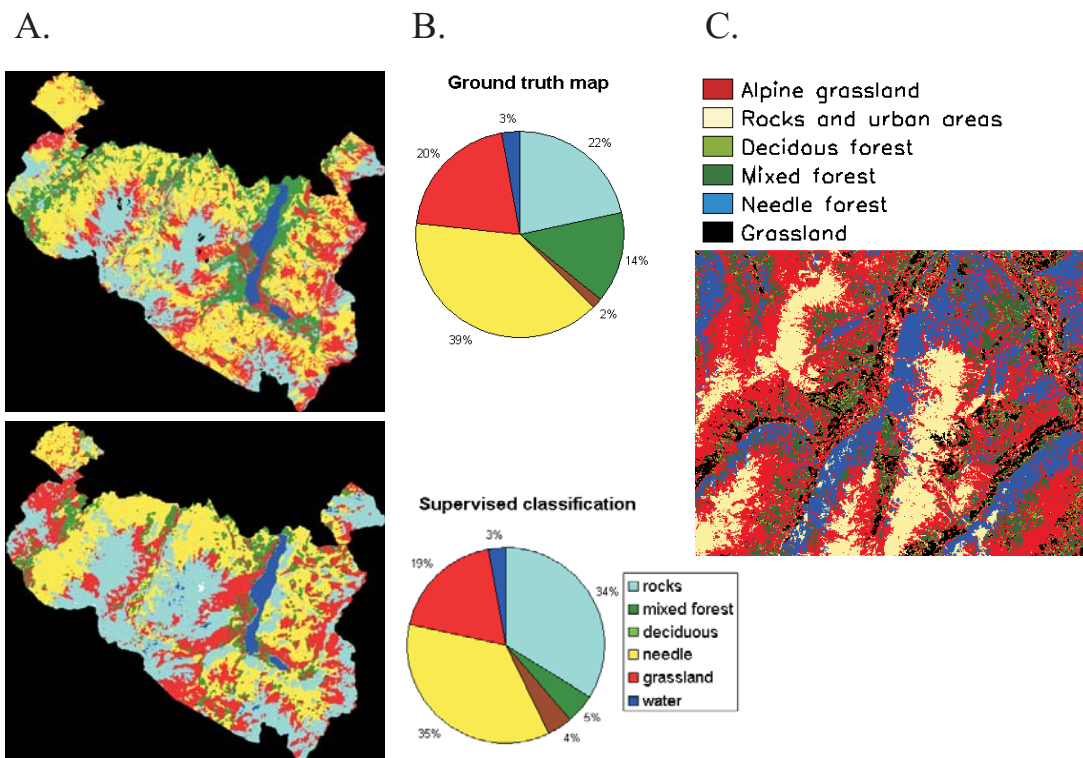 A.
B.
C.
Ground truth map
3%
22%
20%
14%
2%
39%
Supervised classification
3%
34%
19%
5%
4%
35%
rocks
mixed forest
deciduous
needle
grassland
water
Alpine grassland
Rocks and urban areas
Decidous forest
Mixed forest
Needle forest
Grassland